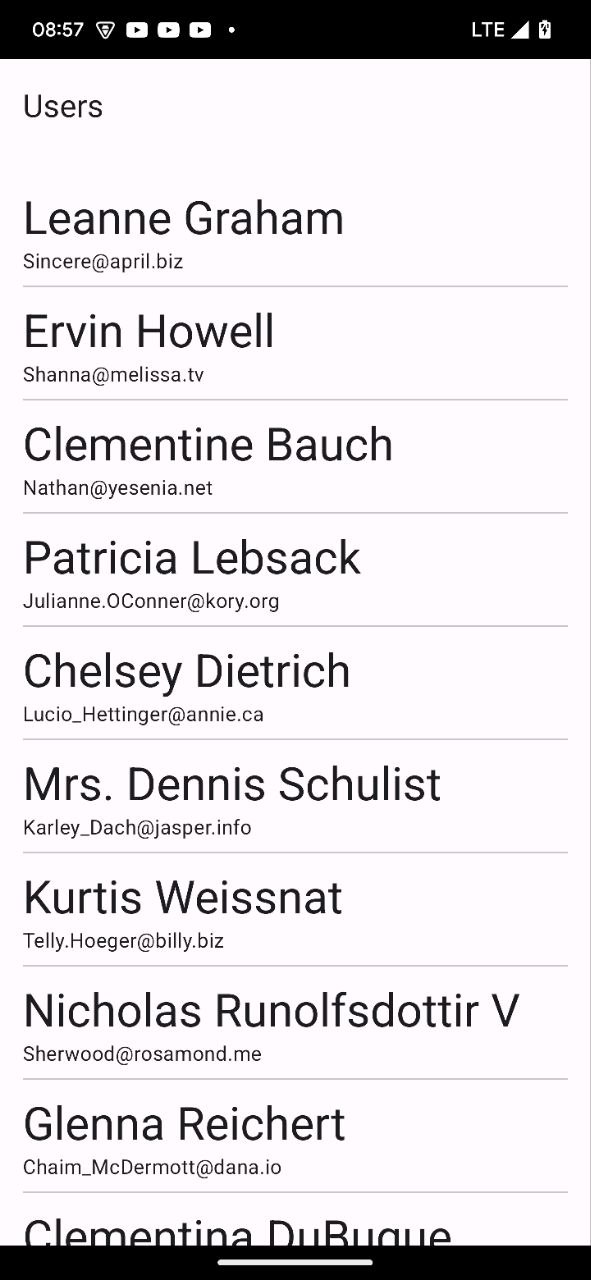 08:57
LTE
Users
Leanne Graham
Sincere@april.biz
Ervin Howell
Shanna@melissa.tv
Clementine Bauch
Nathan@yesenia.net
Patricia Lebsack
Julianne.OConner@kory.org
Chelsey Dietrich
Lucio_Hettinger@annie.ca
Mrs. Dennis Schulist
Karley_Dach@jasper.info
Kurtis Weissnat
Telly.Hoeger@billy.biz
Nicholas Runolfsdottir V
Sherwood@rosamond.me
Glenna Reichert
Chaim_McDermott@dana.io
Clementina DuBuque